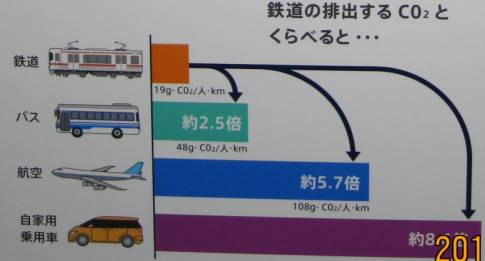 鉄道の排出するCO₂と
くらべると・・・
鉄道
19g-CO₂/人・km
バス
約2.5倍
48g-CO₂/人・km
航空
約5.7倍
108g-CO₂/人・km
自家用
乗用車
約8
201